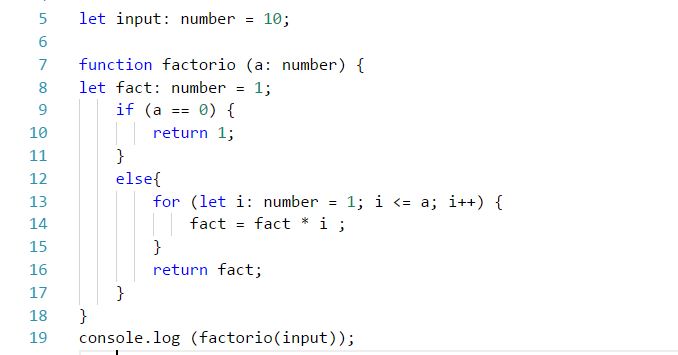 5 let input: number = 10;
6
7 function factorio (a: number) {
8 let fact: number = 1;
9 if (a == 0) {
10 return 1;
11 }
12 else{
13 for (let i: number = 1; i <= a; i++) {
14 fact = fact * i ;
15 }
16 return fact;
17 }
18 }
19 console.log (factorio(input));